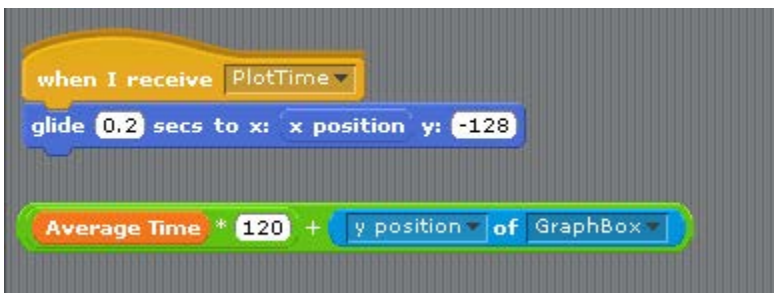 when I receive PlotTime
glide 0.2 secs to x: x position y: -128
Average Time * 120 + y position of GraphBox